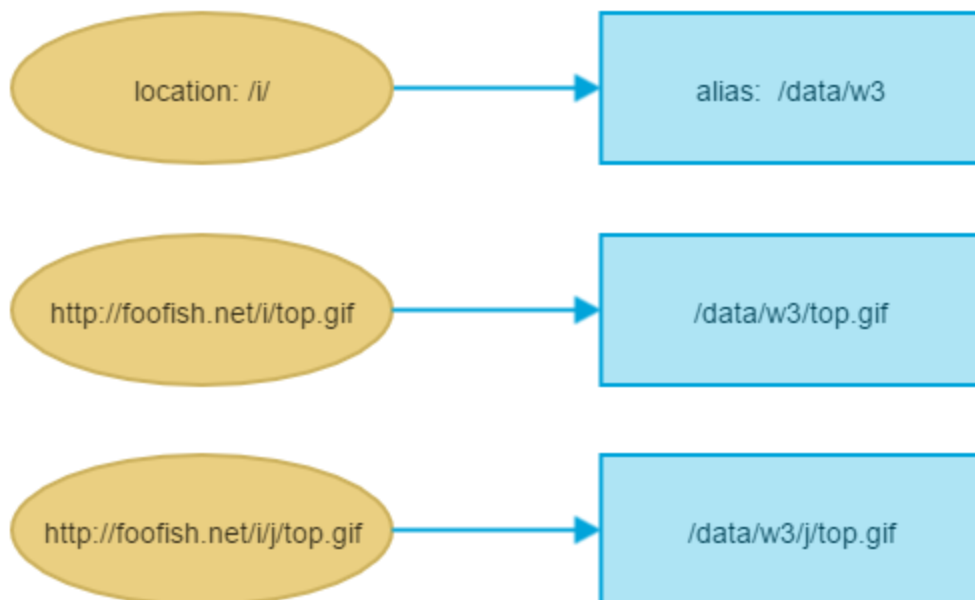 location: /i/
alias:  /data/w3
http://foofish.net/i/top.gif
/data/w3/top.gif
http://foofish.net/i/j/top.gif
/data/w3/j/top.gif